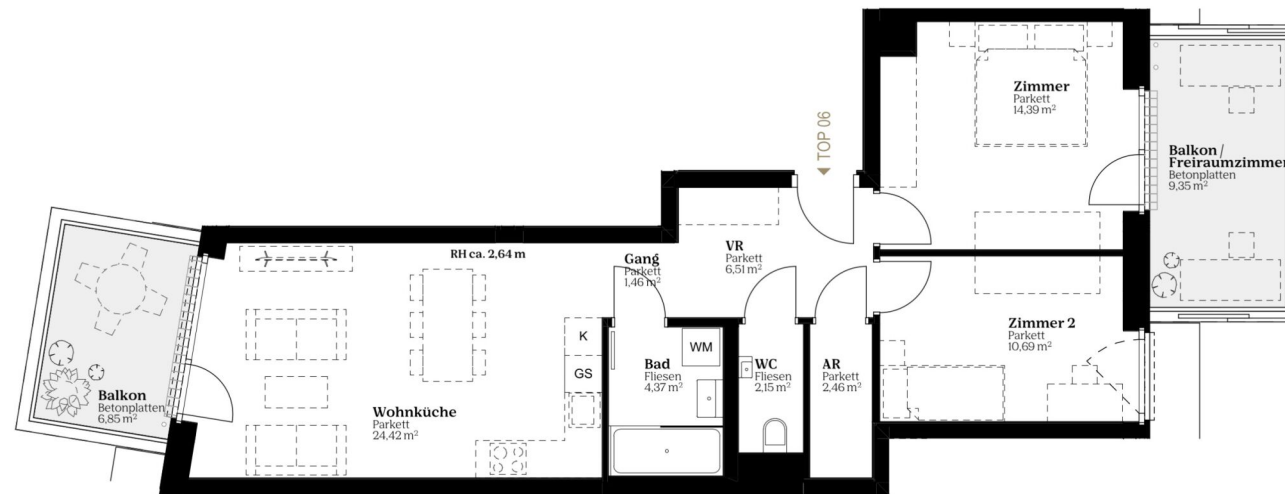 TOP 06
Zimmer
Parkett
14,39 m²
Balkon/
Freiraumzimmer
Betonplatten
9,35 m²
RH ca. 2,64 m
Gang
Parkett
1,46 m²
VR
Parkett
6,51 m²
Zimmer 2
Parkett
10,69 m²
K
GS
WM
Bad
Fliesen
4,37 m²
WC
Fliesen
2,15 m²
AR
Parkett
2,46 m²
Balkon
Betonplatten
6,85 m²
Wohnküche
Parkett
24,42 m²